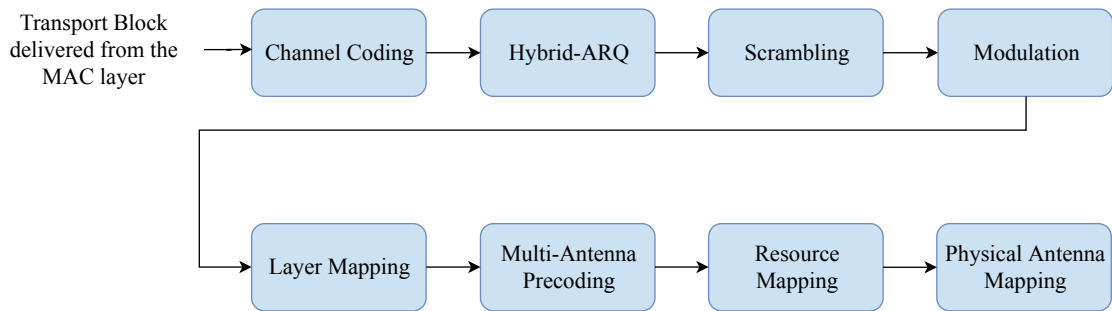 Transport Block
delivered from the
MAC layer
Channel Coding
Hybrid-ARQ
Scrambling
Modulation
Layer Mapping
Multi-Antenna
Precoding
Resource
Mapping
Physical Antenna
Mapping